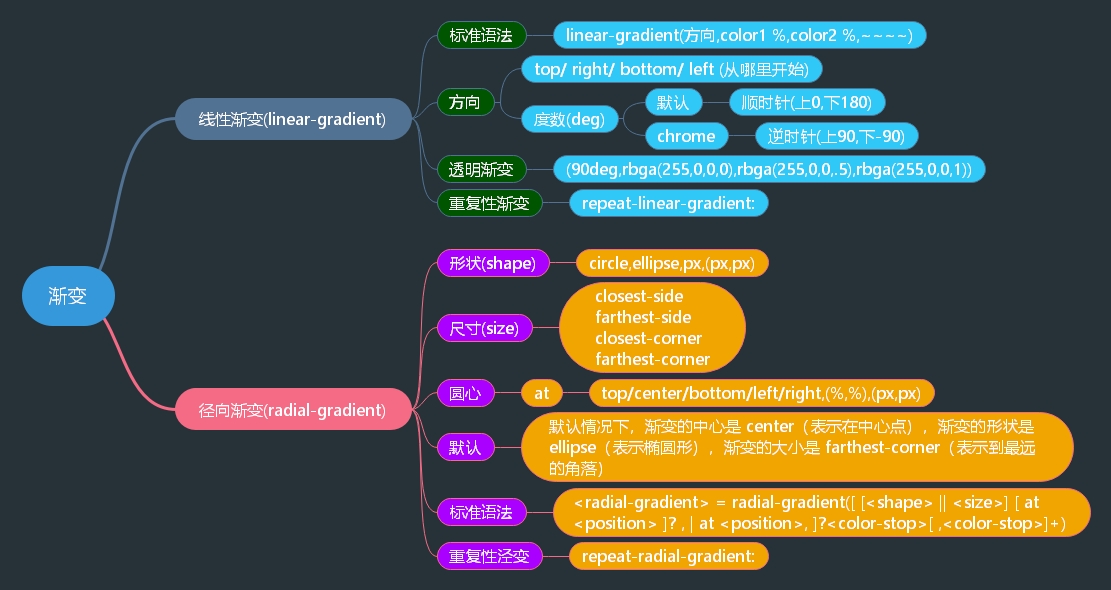 渐变
线性渐变(linear-gradient)
标准语法
linear-gradient(方向,color1 %,color2 %,~~~~)
方向
top/ right/ bottom/ left (从哪里开始)
度数(deg)
默认
顺时针(上0,下180)
chrome
逆时针(上90,下-90)
透明渐变
(90deg,rbga(255,0,0,0),rbga(255,0,0,.5),rbga(255,0,0,1))
重复性渐变
repeat-linear-gradient:
径向渐变(radial-gradient)
形状(shape)
circle,ellipse,px,(px,px)
尺寸(size)
closest-side
farthest-side
closest-corner
farthest-corner
圆心
at
top/center/bottom/left/right,(%,%),(px,px)
默认
默认情况下，渐变的中心是 center（表示在中心点），渐变的形状是
ellipse（表示椭圆形），渐变的大小是 farthest-corner（表示到最远
的角落）
标准语法
<radial-gradient> = radial-gradient([ [<shape> || <size>] [ at
<position> ]? , | at <position>, ]?<color-stop>[ ,<color-stop>]+)
重复性泾变
repeat-radial-gradient: